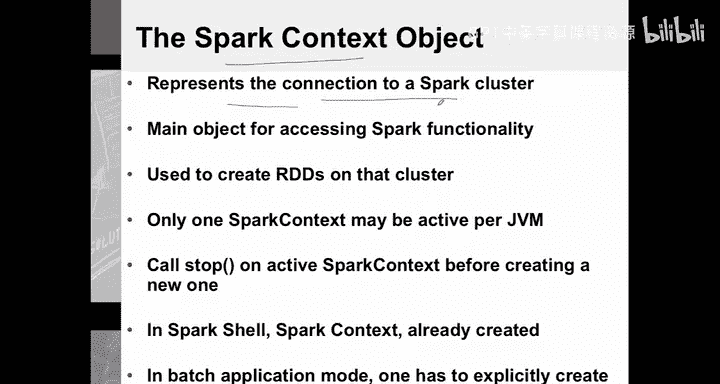 The Spark Context Object
bilibili
• Represents the connection to a Spark cluster
• Main object for accessing Spark functionality
• Used to create RDDs on that cluster
• Only one SparkContext may be active per JVM
• Call stop() on active SparkContext before creating a
new one
• In Spark Shell, Spark Context, already created
• In batch application mode, one has to explicitly create